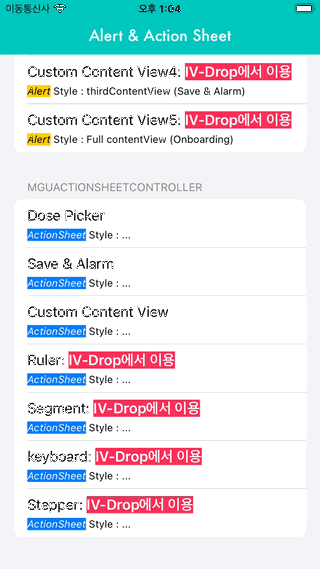 이동통신사 오후 1:04
Alert & Action Sheet
Custom Content View4: IV-Drop에서 이용
Alert Style : thirdContentView (Save & Alarm)
Custom Content View5: IV-Drop에서 이용
Alert Style : Full contentView (Onboarding)
MGUACTIONSHEETCONTROLLER
Dose Picker
ActionSheet Style : ...
Save & Alarm
ActionSheet Style : ...
Custom Content View
ActionSheet Style : ...
Ruler: IV-Drop에서 이용
ActionSheet Style : ...
Segment: IV-Drop에서 이용
ActionSheet Style : ...
keyboard: IV-Drop에서 이용
ActionSheet Style : ...
Stepper: IV-Drop에서 이용
ActionSheet Style : ...